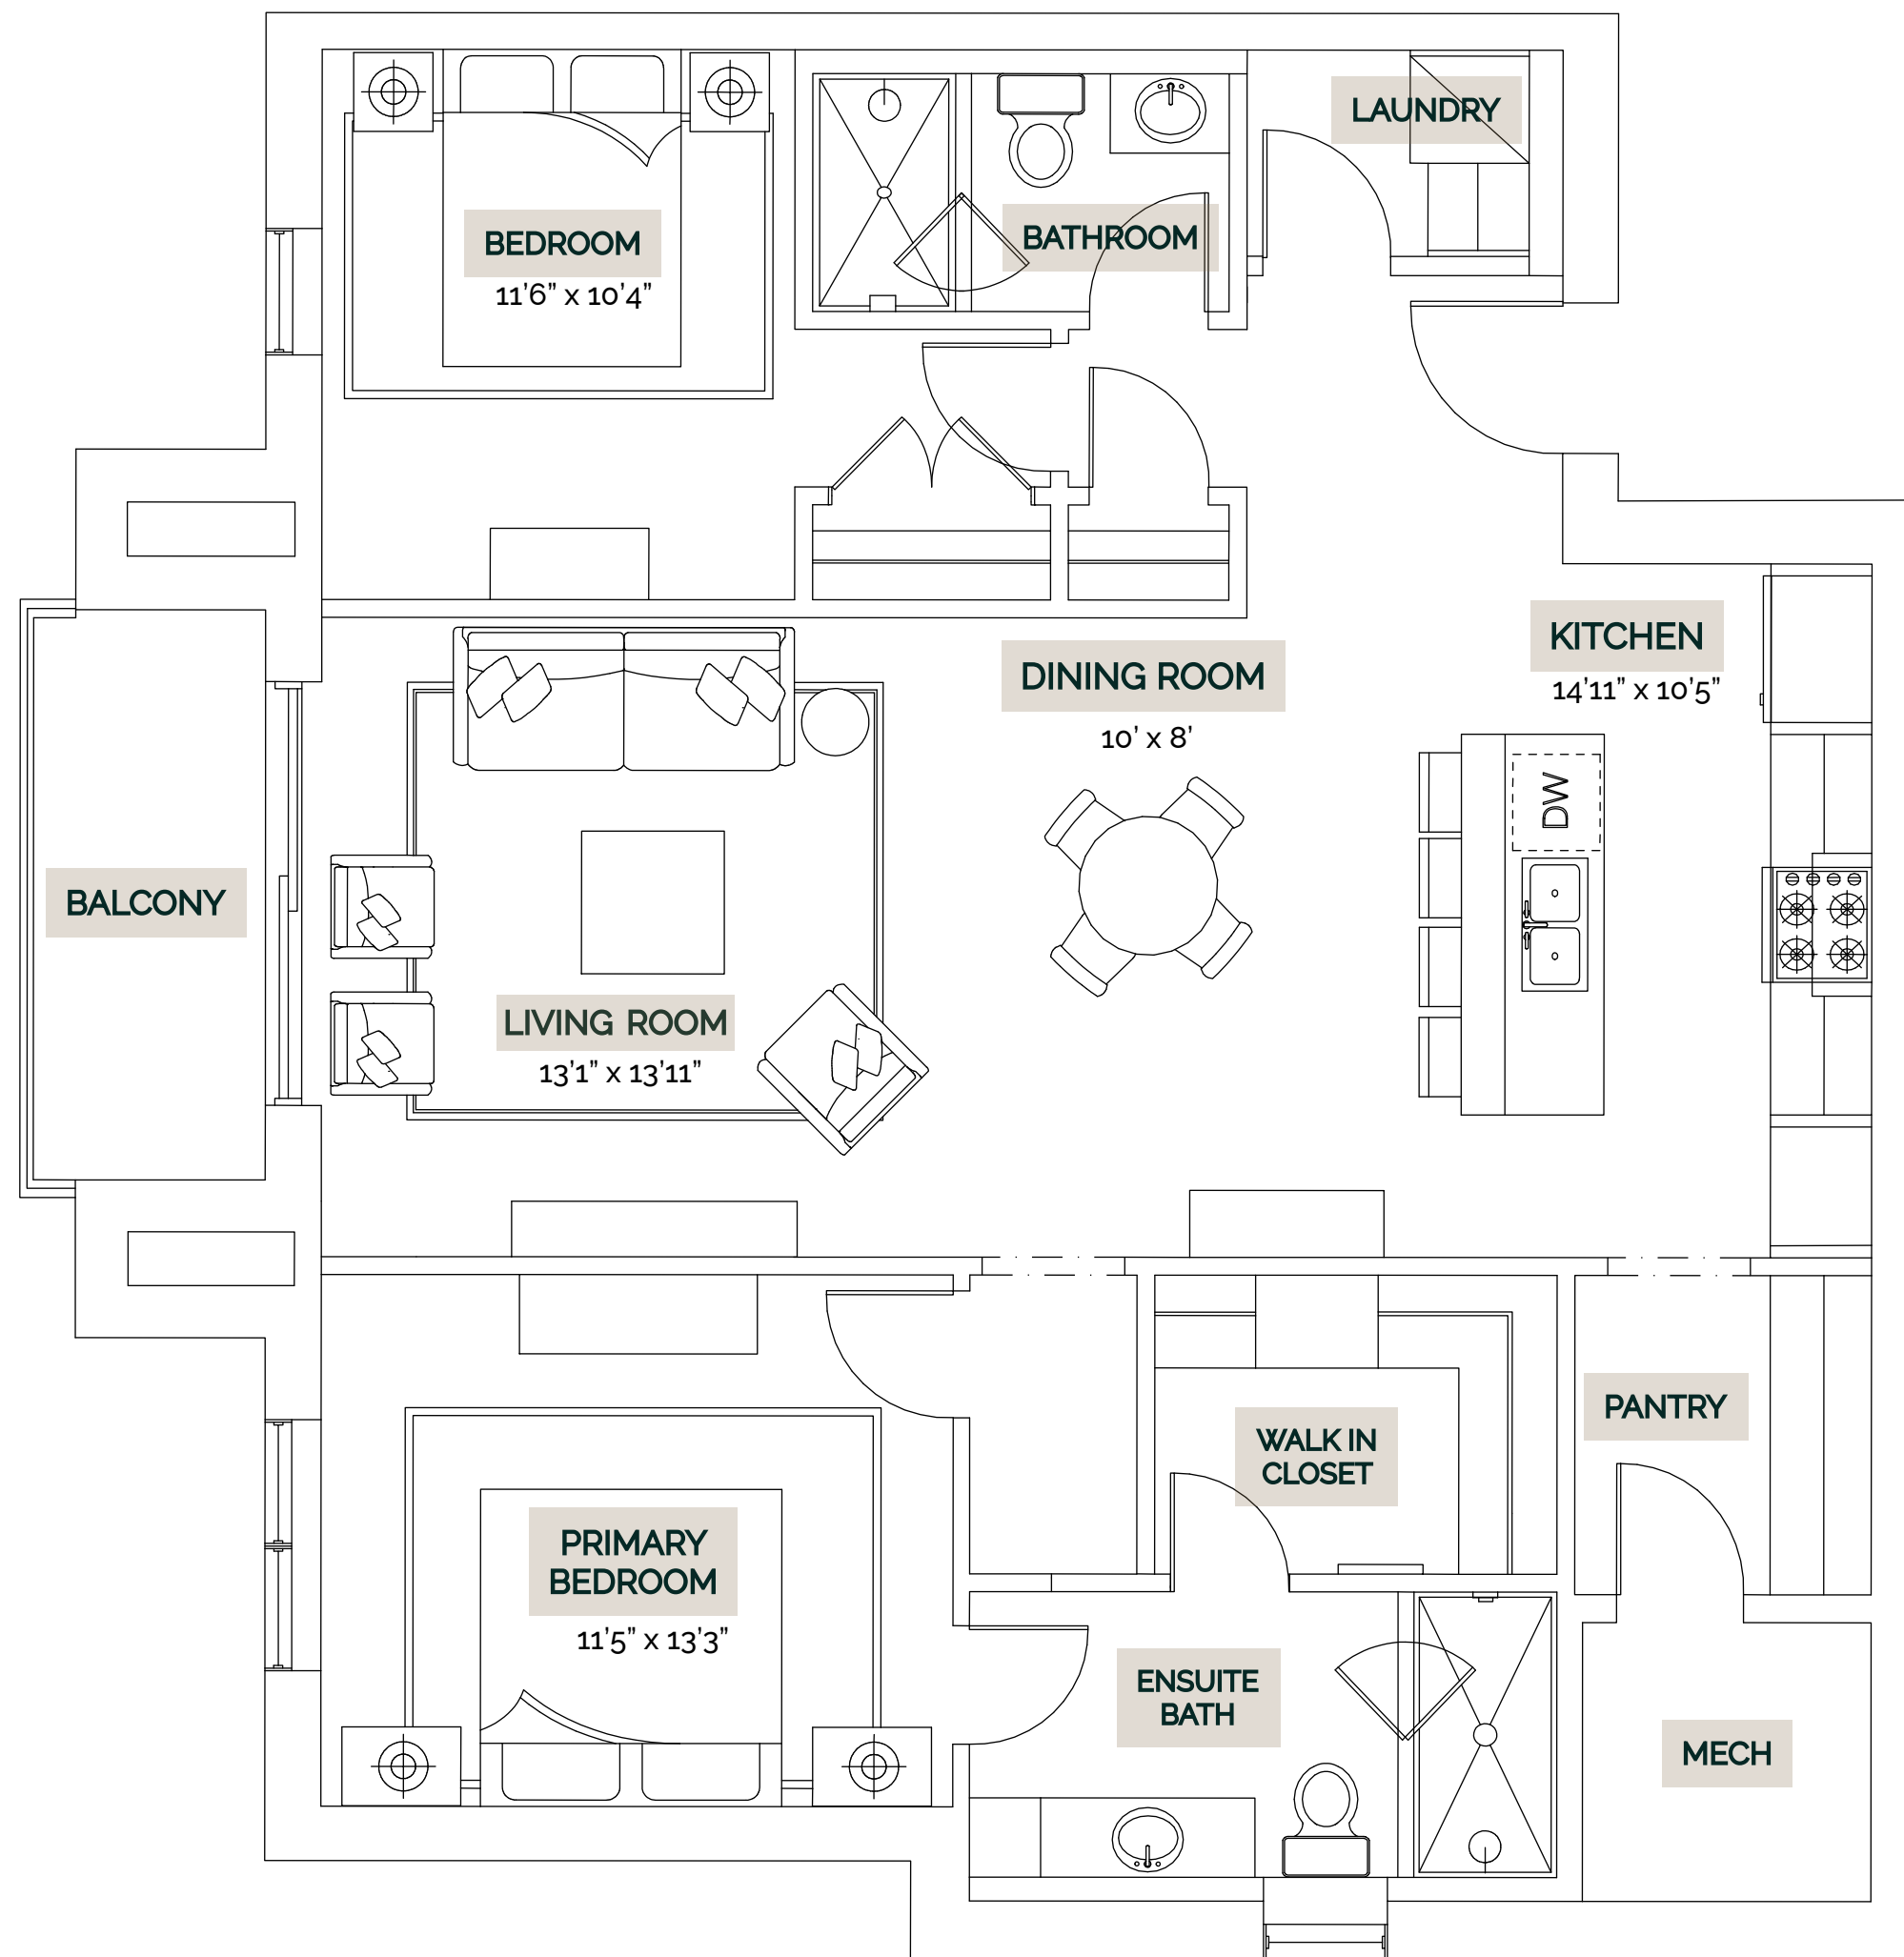 LAUNDRY
BEDROOM
11'6" x 10'4"
BATHROOM
KITCHEN
14'11" x 10'5"
DINING ROOM
10' x 8'
DW
BALCONY
LIVING ROOM
13'1" x 13'11"
PANTRY
WALK IN
CLOSET
PRIMARY
BEDROOM
11'5" x 13'3"
ENSUITE
BATH
MECH